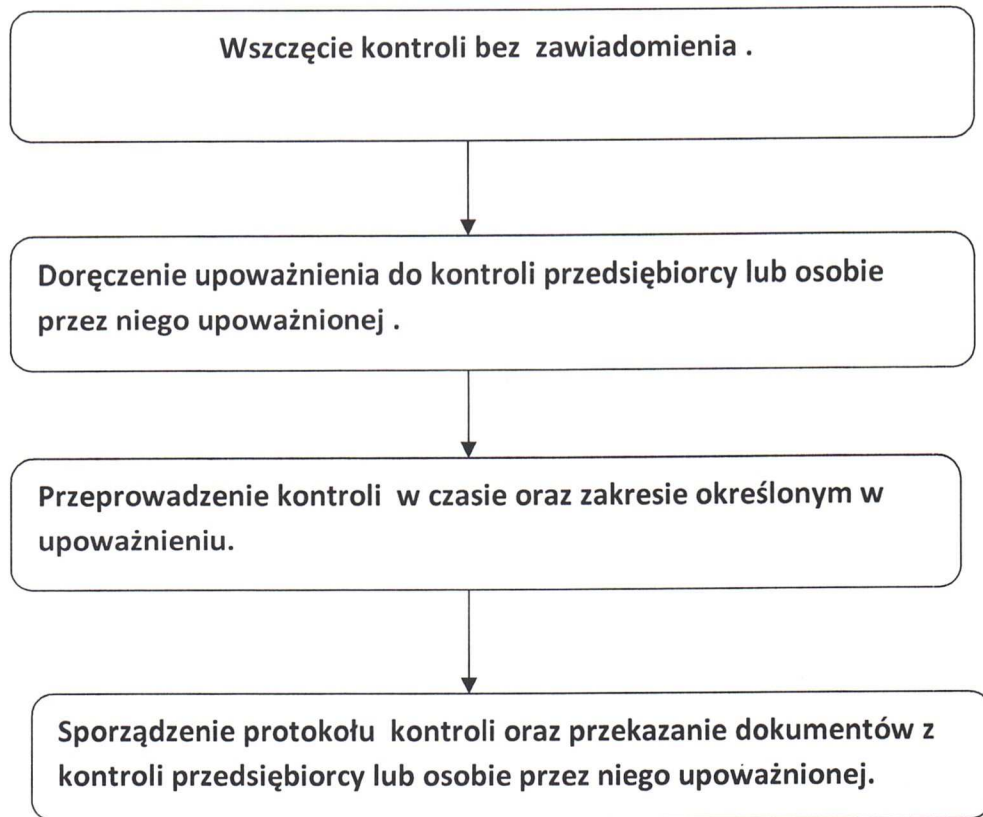 Wszczęcie kontroli bez zawiadomienia .
Doręczenie upoważnienia do kontroli przedsiębiorcy lub osobie
przez niego upoważnionej .
Przeprowadzenie kontroli w czasie oraz zakresie określonym w
upoważnieniu.
Sporządzenie protokołu kontroli oraz przekazanie dokumentów z
kontroli przedsiębiorcy lub osobie przez niego upoważnionej.